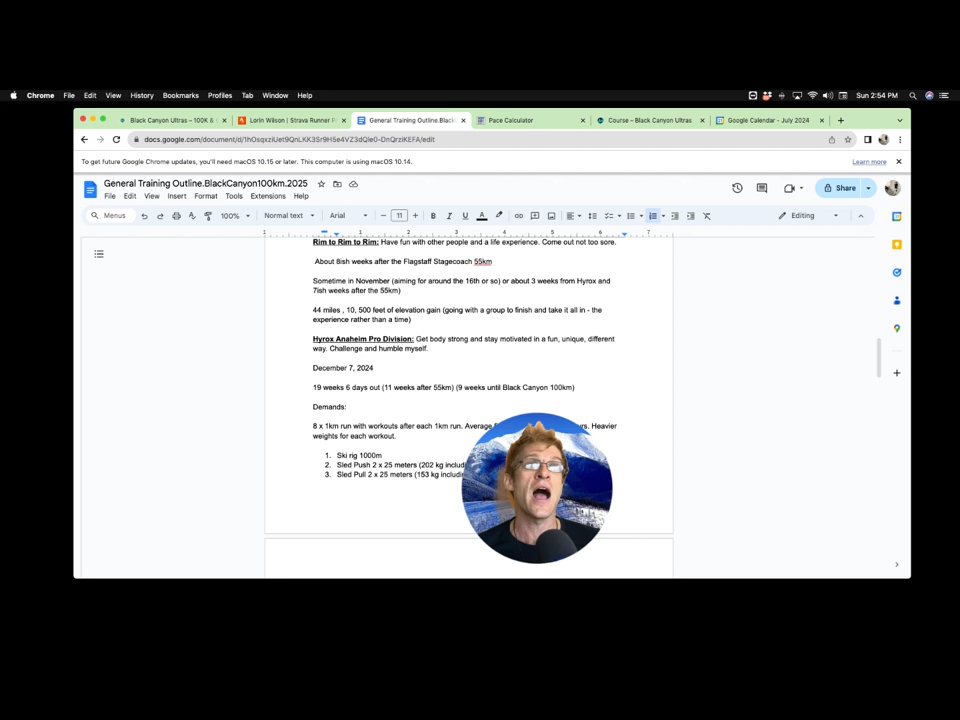 Chrome File Edit View History Bookmarks Profiles Tab Window Help Sun 2:54 PM
Black Canyon Ultras – 100K & Lorin Wilson | Strava Runner P General Training Outline.Black Pace Calculator Course – Black Canyon Ultras Google Calendar - July 2024
To get future Google Chrome updates, you'll need macOS 10.15 or later. This computer is using macOS 10.14. Learn more
General Training Outline.BlackCanyon100km.2025
Share
File Edit View Insert Format Tools Extensions Help
Menus 100% Normal text Arial 11 B I U A Editing
1 1 2 3 4 5 6 7
Rim to Rim to Rim: Have fun with other people and a life experience. Come out not too sore.
About 8ish weeks after the Flagstaff Stagecoach 55km
Sometime in November (aiming for around the 16th or so) or about 3 weeks from Hyrox and
7ish weeks after the 55km)
44 miles , 10, 500 feet of elevation gain (going with a group to finish and take it all in - the
experience rather than a time)
Hyrox Anaheim Pro Division: Get body strong and stay motivated in a fun, unique, different
way. Challenge and humble myself.
December 7, 2024
19 weeks 6 days out (11 weeks after 55km) (9 weeks until Black Canyon 100km)
Demands:
8 x 1km run with workouts after each 1km run. Average Heavier
weights for each workout.
1. Ski rig 1000m
2. Sled Push 2 x 25 meters (202 kg includ
3. Sled Pull 2 x 25 meters (153 kg includi